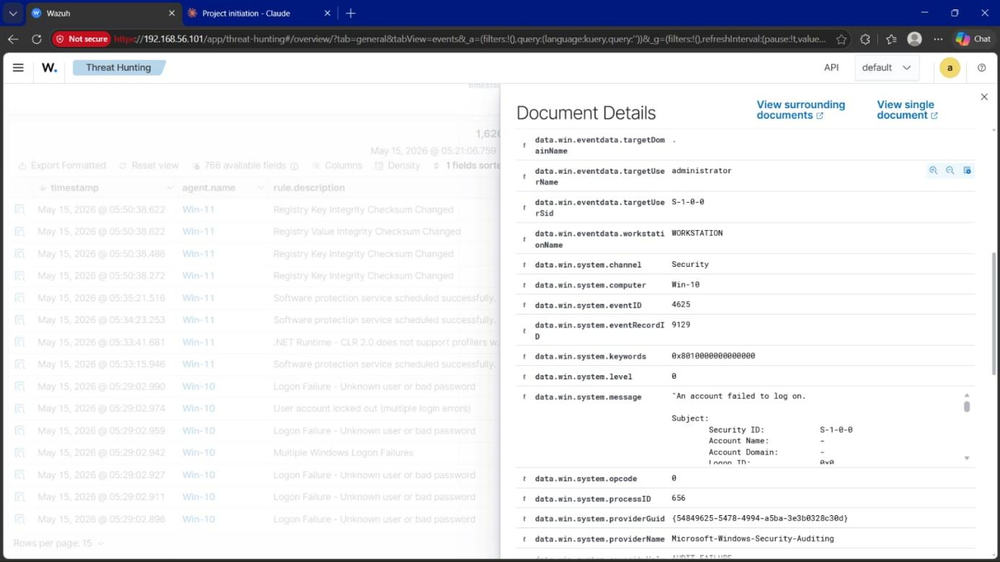 Wazuh
Project initiation - Claude
Not secure https://192.168.56.101/app/threat-hunting#/overview/?tab=general&tabView=events&_a=(filters:!(),query:(language:kuery,query:''))&_g=(filters:!(),refreshInterval:(pause:!t,value...
Chat
W. Threat Hunting API default a
timestam
1,626
May 15, 2026 @ 05:21:06.759
Export Formatted Reset view 766 available fields Columns Density 1 fields sorte
timestamp agent.name rule.description
May 15, 2026 @ 05:50:38.622 Win-11 Registry Key Integrity Checksum Changed
May 15, 2026 @ 05:50:38.622 Win-11 Registry Value Integrity Checksum Changed
May 15, 2026 @ 05:50:38.486 Win-11 Registry Key Integrity Checksum Changed
May 15, 2026 @ 05:50:38.272 Win-11 Registry Key Integrity Checksum Changed
May 15, 2026 @ 05:35:21.516 Win-11 Software protection service scheduled successfully.
May 15, 2026 @ 05:34:23.253 Win-11 Software protection service scheduled successfully.
May 15, 2026 @ 05:33:41.681 Win-11 .NET Runtime - CLR 2.0 does not support profilers w.
May 15, 2026 @ 05:33:15.946 Win-11 Software protection service scheduled successfully.
May 15, 2026 @ 05:29:02.990 Win-10 Logon Failure - Unknown user or bad password
May 15, 2026 @ 05:29:02.974 Win-10 User account locked out (multiple login errors)
May 15, 2026 @ 05:29:02.959 Win-10 Logon Failure - Unknown user or bad password
May 15, 2026 @ 05:29:02.942 Win-10 Multiple Windows Logon Failures
May 15, 2026 @ 05:29:02.927 Win-10 Logon Failure - Unknown user or bad password
May 15, 2026 @ 05:29:02.911 Win-10 Logon Failure - Unknown user or bad password
May 15, 2026 @ 05:29:02.896 Win-10 Logon Failure - Unknown user or bad password
Rows per page: 15
Document Details
View surrounding
documents
View single
document
t data.win.eventdata.targetDom .
ainName
t data.win.eventdata.targetUse administrator
rName
t data.win.eventdata.targetUse S-1-0-0
rSid
t data.win.eventdata.workstati WORKSTATION
onName
t data.win.system.channel Security
t data.win.system.computer Win-10
t data.win.system.eventID 4625
t data.win.system.eventRecordI 9129
D
t data.win.system.keywords 0x8010000000000000
t data.win.system.level 0
t data.win.system.message "An account failed to log on.
Subject:
Security ID: S-1-0-0
Account Name: -
Account Domain: -
Logon ID: 0x0
t data.win.system.opcode 0
t data.win.system.processID 656
t data.win.system.providerGuid {54849625-5478-4994-a5ba-3e3b0328c30d}
t data.win.system.providerName Microsoft-Windows-Security-Auditing
AUDIT_FAILURE